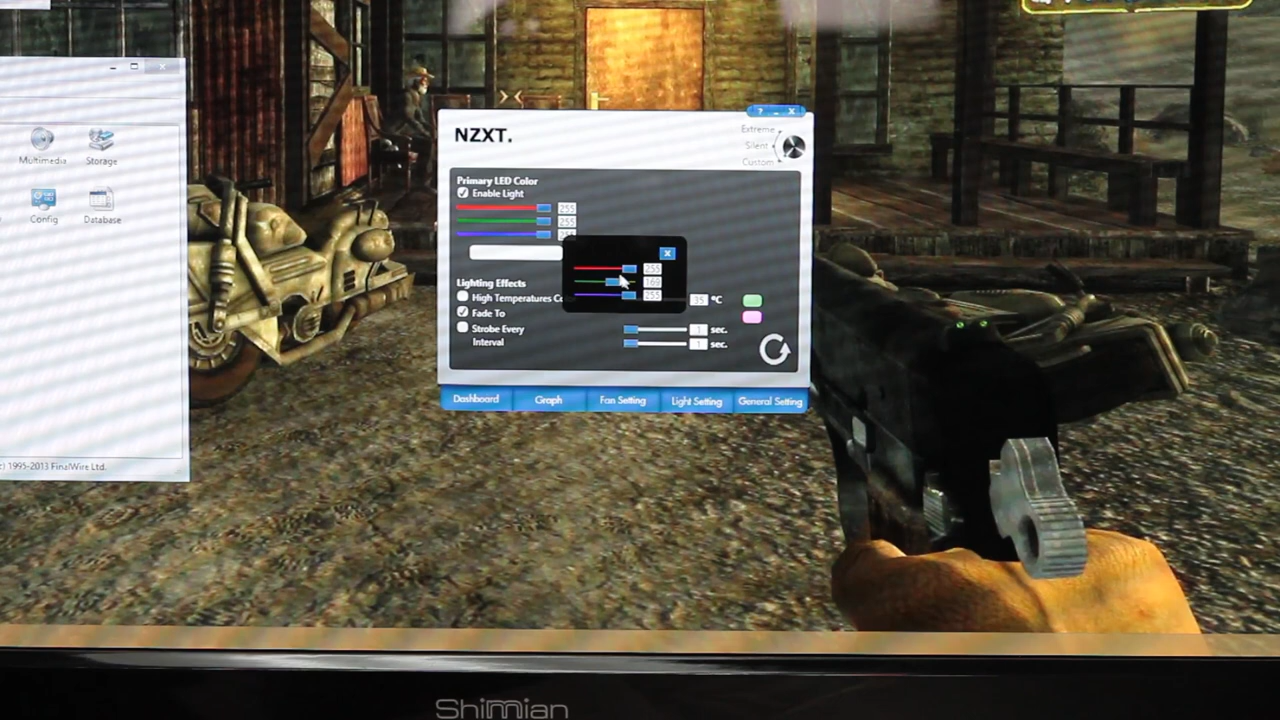 NZXT.
Extreme
Silent
Custom
Multimedia Storage
Config Database
Primary LED Color
Enable Light
255
255
255
169
255
Lighting Effects
High Temperatures
35 °C
Fade To
Strobe Every 1 sec.
Interval 1 sec.
Dashboard Graph Fan Setting Light Setting General Setting
1995-2013 FinalWire Ltd.
Shimian